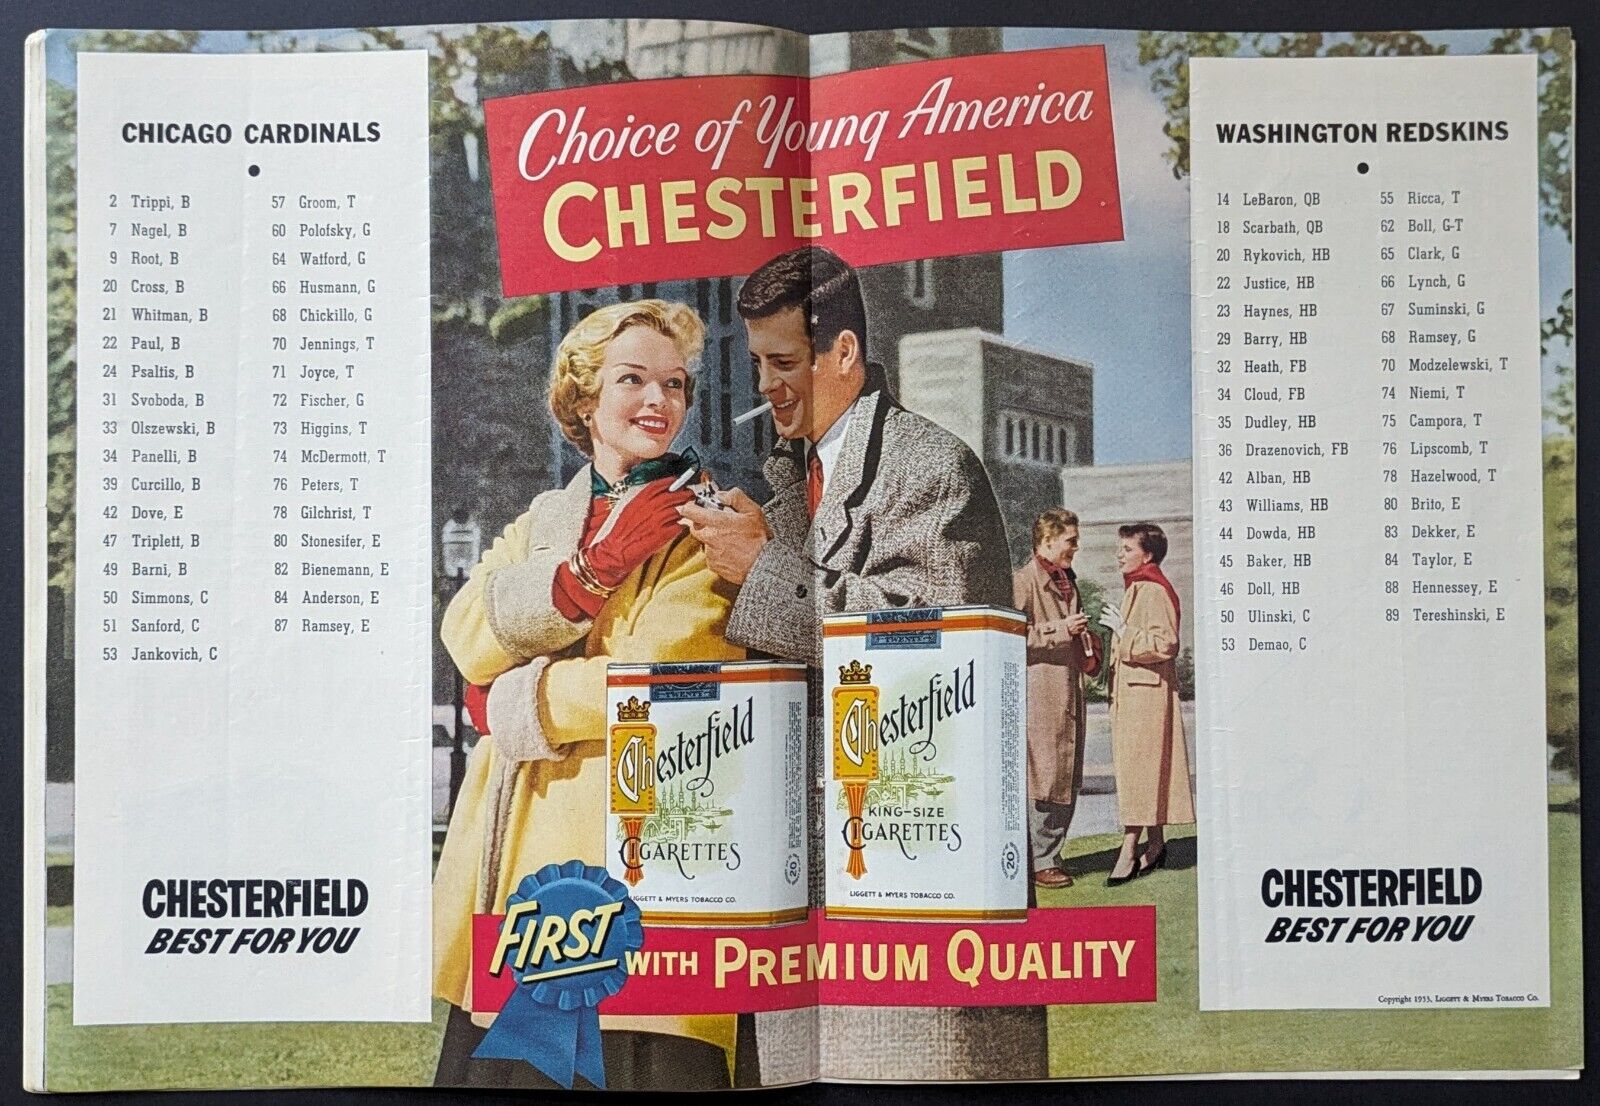 CHICAGO CARDINALS
2 Trippi, B
7 Nagel, B
9 Root, B
20 Cross, B
21 Whitman, B
22 Paul, B
24 Psaltis, B
31 Svoboda, B
33 Olszewski, B
34 Panelli, B
39 Curcillo, B
42 Dove, E
47 Triplett, B
49 Barni, B
50 Simmons, C
51 Sanford, C
53 Jankovich, C
57 Groom, T
60 Polofsky, G
64 Watford, G
66 Husmann, G
68 Chickillo, G
70 Jennings, T
71 Joyce, T
72 Fischer, G
73 Higgins, T
74 McDermott, T
76 Peters, T
78 Gilchrist, T
80 Stonesifer, E
82 Bienemann, E
84 Anderson, E
87 Ramsey, E
CHESTERFIELD
BEST FOR YOU
Choice of Young America
CHESTERFIELD
Chesterfield
CIGARETTES
LIGGETT & MYERS TOBACCO CO.
20
TWENTY
Chesterfield
KING-SIZE
CIGARETTES
LIGGETT & MYERS TOBACCO CO.
20
FIRST WITH PREMIUM QUALITY
WASHINGTON REDSKINS
14 LeBaron, QB
18 Scarbath, QB
20 Rykovich, HB
22 Justice, HB
23 Haynes, HB
29 Barry, HB
32 Heath, FB
34 Cloud, FB
35 Dudley, HB
36 Drazenovich, FB
42 Alban, HB
43 Williams, HB
44 Dowda, HB
45 Baker, HB
46 Doll, HB
50 Ulinski, C
53 Demao, C
55 Ricca, T
62 Boll, G-T
65 Clark, G
66 Lynch, G
67 Suminski, G
68 Ramsey, G
70 Modzelewski, T
74 Niemi, T
75 Campora, T
76 Lipscomb, T
78 Hazelwood, T
80 Brito, E
83 Dekker, E
84 Taylor, E
88 Hennessey, E
89 Tereshinski, E
CHESTERFIELD
BEST FOR YOU
Copyright 1953, LIGGETT & MYERS TOBACCO CO.